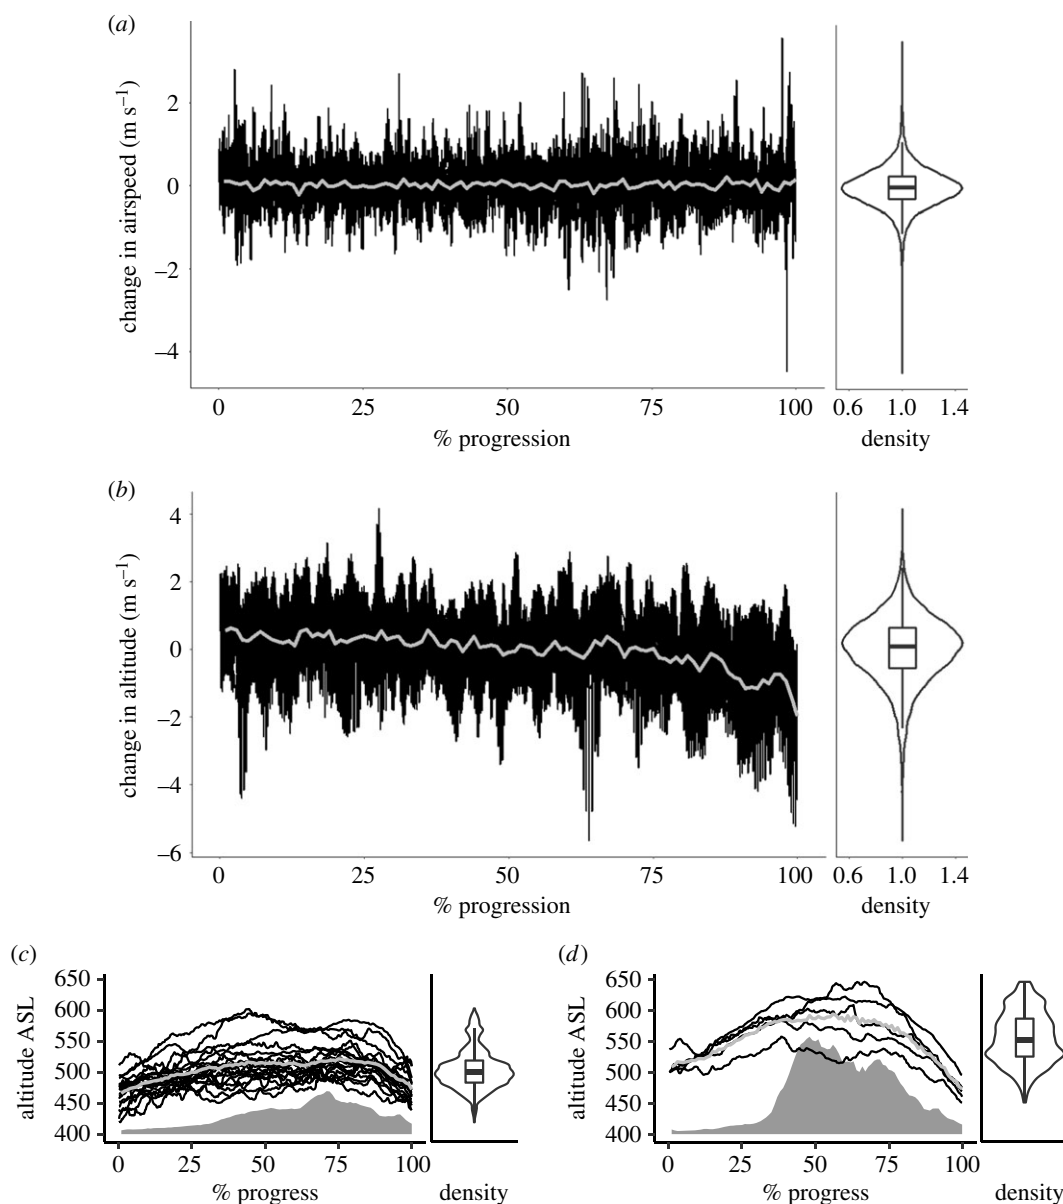 (a)
change in airspeed (m s⁻¹)
2
0
–2
–4
0 25 50 75 100
% progression
0.6 1.0 1.4
density
(b)
change in altitude (m s⁻¹)
4
2
0
–2
–4
–6
0 25 50 75 100
% progression
0.6 1.0 1.4
density
(c)
altitude ASL
650
600
550
500
450
400
0 25 50 75 100
% progress
density
(d)
altitude ASL
650
600
550
500
450
400
0 25 50 75 100
% progress
density